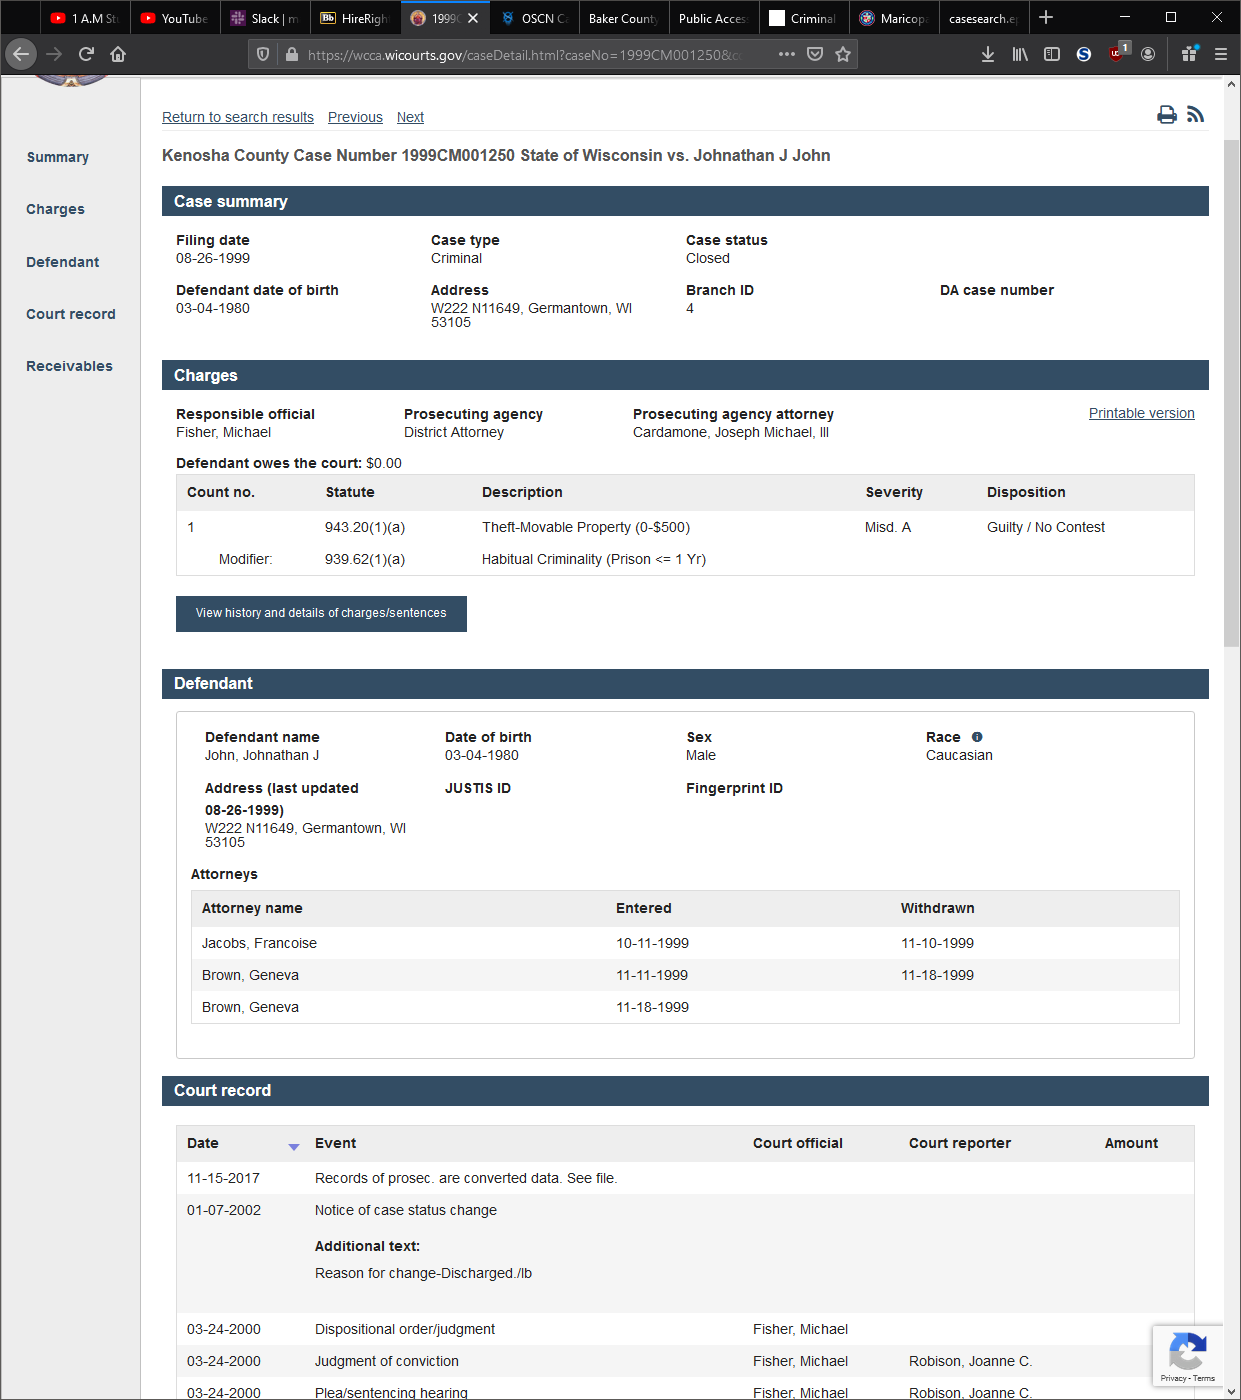 1 A.M Stu
YouTube
Slack | m
Bb HireRigh
1999C
OSCN Ca
Baker County
Public Acces
Criminal
Maricopa
casesearch.ep
https://wcca.wicourts.gov/caseDetail.html?caseNo=1999CM001250&co
1
Return to search results Previous Next
Kenosha County Case Number 1999CM001250 State of Wisconsin vs. Johnathan J John
Summary
Charges
Defendant
Court record
Receivables
Case summary
Filing date Case type Case status
08-26-1999 Criminal Closed
Defendant date of birth Address Branch ID DA case number
03-04-1980 W222 N11649, Germantown, WI 4
53105
Charges
Responsible official Prosecuting agency Prosecuting agency attorney Printable version
Fisher, Michael District Attorney Cardamone, Joseph Michael, III
Defendant owes the court: $0.00
Count no. Statute Description Severity Disposition
1 943.20(1)(a) Theft-Movable Property (0-$500) Misd. A Guilty / No Contest
Modifier: 939.62(1)(a) Habitual Criminality (Prison <= 1 Yr)
View history and details of charges/sentences
Defendant
Defendant name Date of birth Sex Race
John, Johnathan J 03-04-1980 Male Caucasian
Address (last updated JUSTIS ID Fingerprint ID
08-26-1999)
W222 N11649, Germantown, WI
53105
Attorneys
Attorney name Entered Withdrawn
Jacobs, Francoise 10-11-1999 11-10-1999
Brown, Geneva 11-11-1999 11-18-1999
Brown, Geneva 11-18-1999
Court record
Date Event Court official Court reporter Amount
11-15-2017 Records of prosec. are converted data. See file.
01-07-2002 Notice of case status change
Additional text:
Reason for change-Discharged./lb
03-24-2000 Dispositional order/judgment Fisher, Michael
03-24-2000 Judgment of conviction Fisher, Michael Robison, Joanne C.
03-24-2000 Plea/sentencing hearing Fisher, Michael Robison, Joanne C.
Privacy - Terms